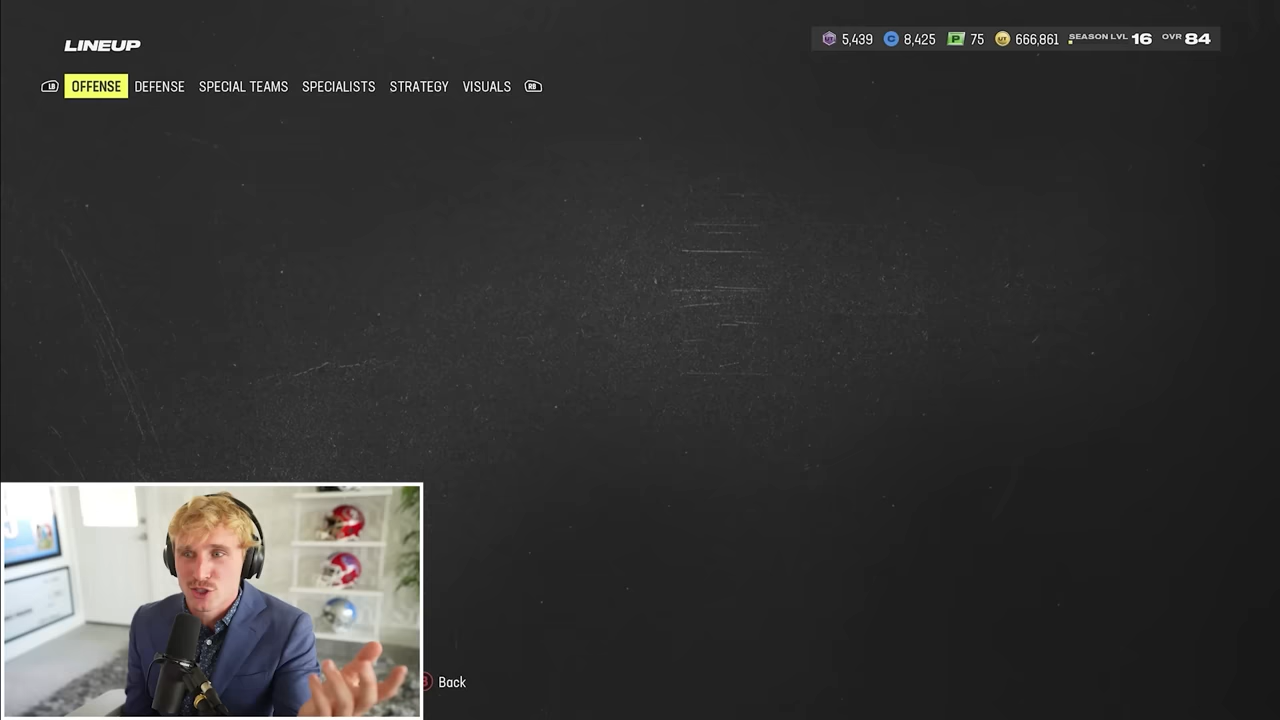 LINEUP
5,439 C 8,425 P 75 UT 666,861 SEASON LVL 16 OVR 84
LB OFFENSE DEFENSE SPECIAL TEAMS SPECIALISTS STRATEGY VISUALS RB
Back